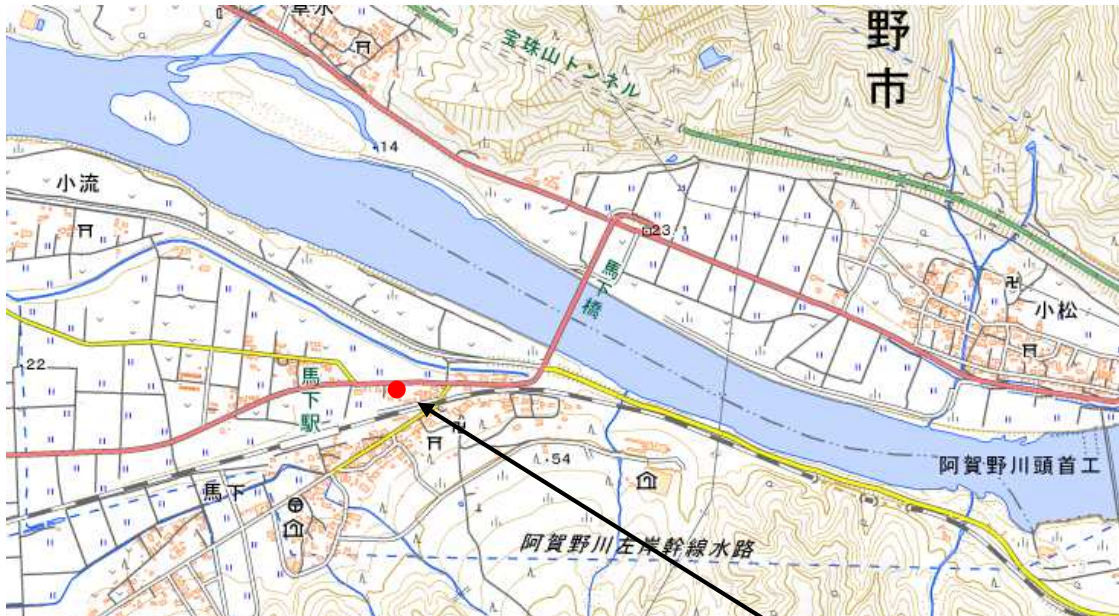 草水
野市
宝珠山トンネル
14
小流
23.1
馬下橋
小松
22
馬下駅
阿賀野川頭首工
54
馬下
阿賀野川左岸幹線水路